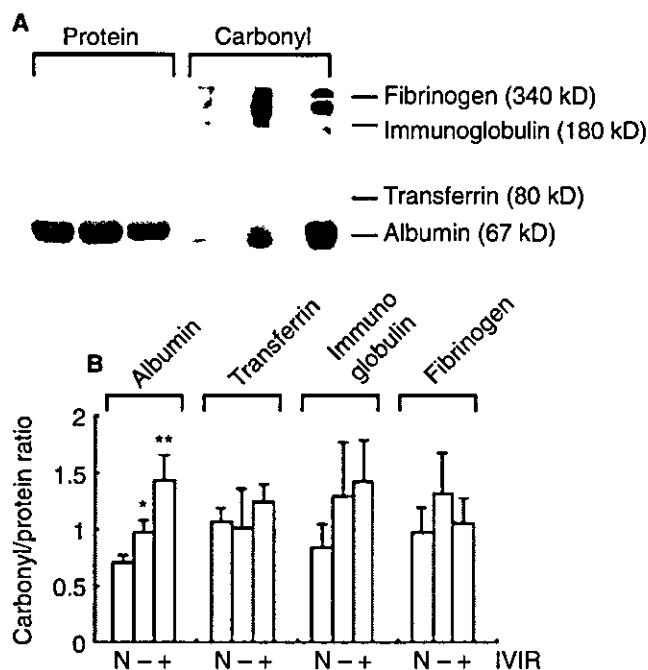 A
Protein Carbonyl
Fibrinogen (340 kD)
Immunoglobulin (180 kD)
Transferrin (80 kD)
Albumin (67 kD)
B
Albumin
Transferrin
Immuno
globulin
Fibrinogen
Carbonyl/protein ratio
2
1.5
1
0.5
0
*
**
N – + N – + N – + N – + IVIR